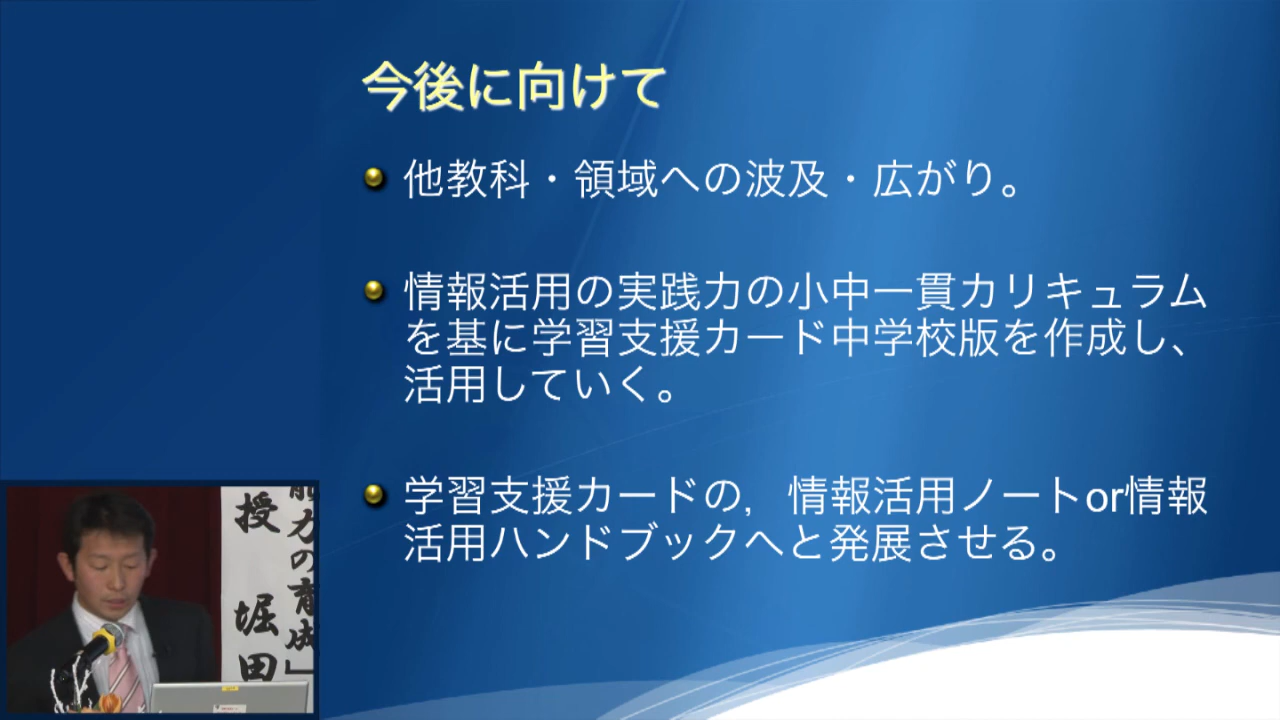 今後に向けて
他教科・領域への波及・広がり。
情報活用の実践力の小中一貫カリキュラム
を基に学習支援カード中学校版を作成し、
活用していく。
学習支援カードの，情報活用ノートor情報
活用ハンドブックへと発展させる。
力の育成」
授 堀田